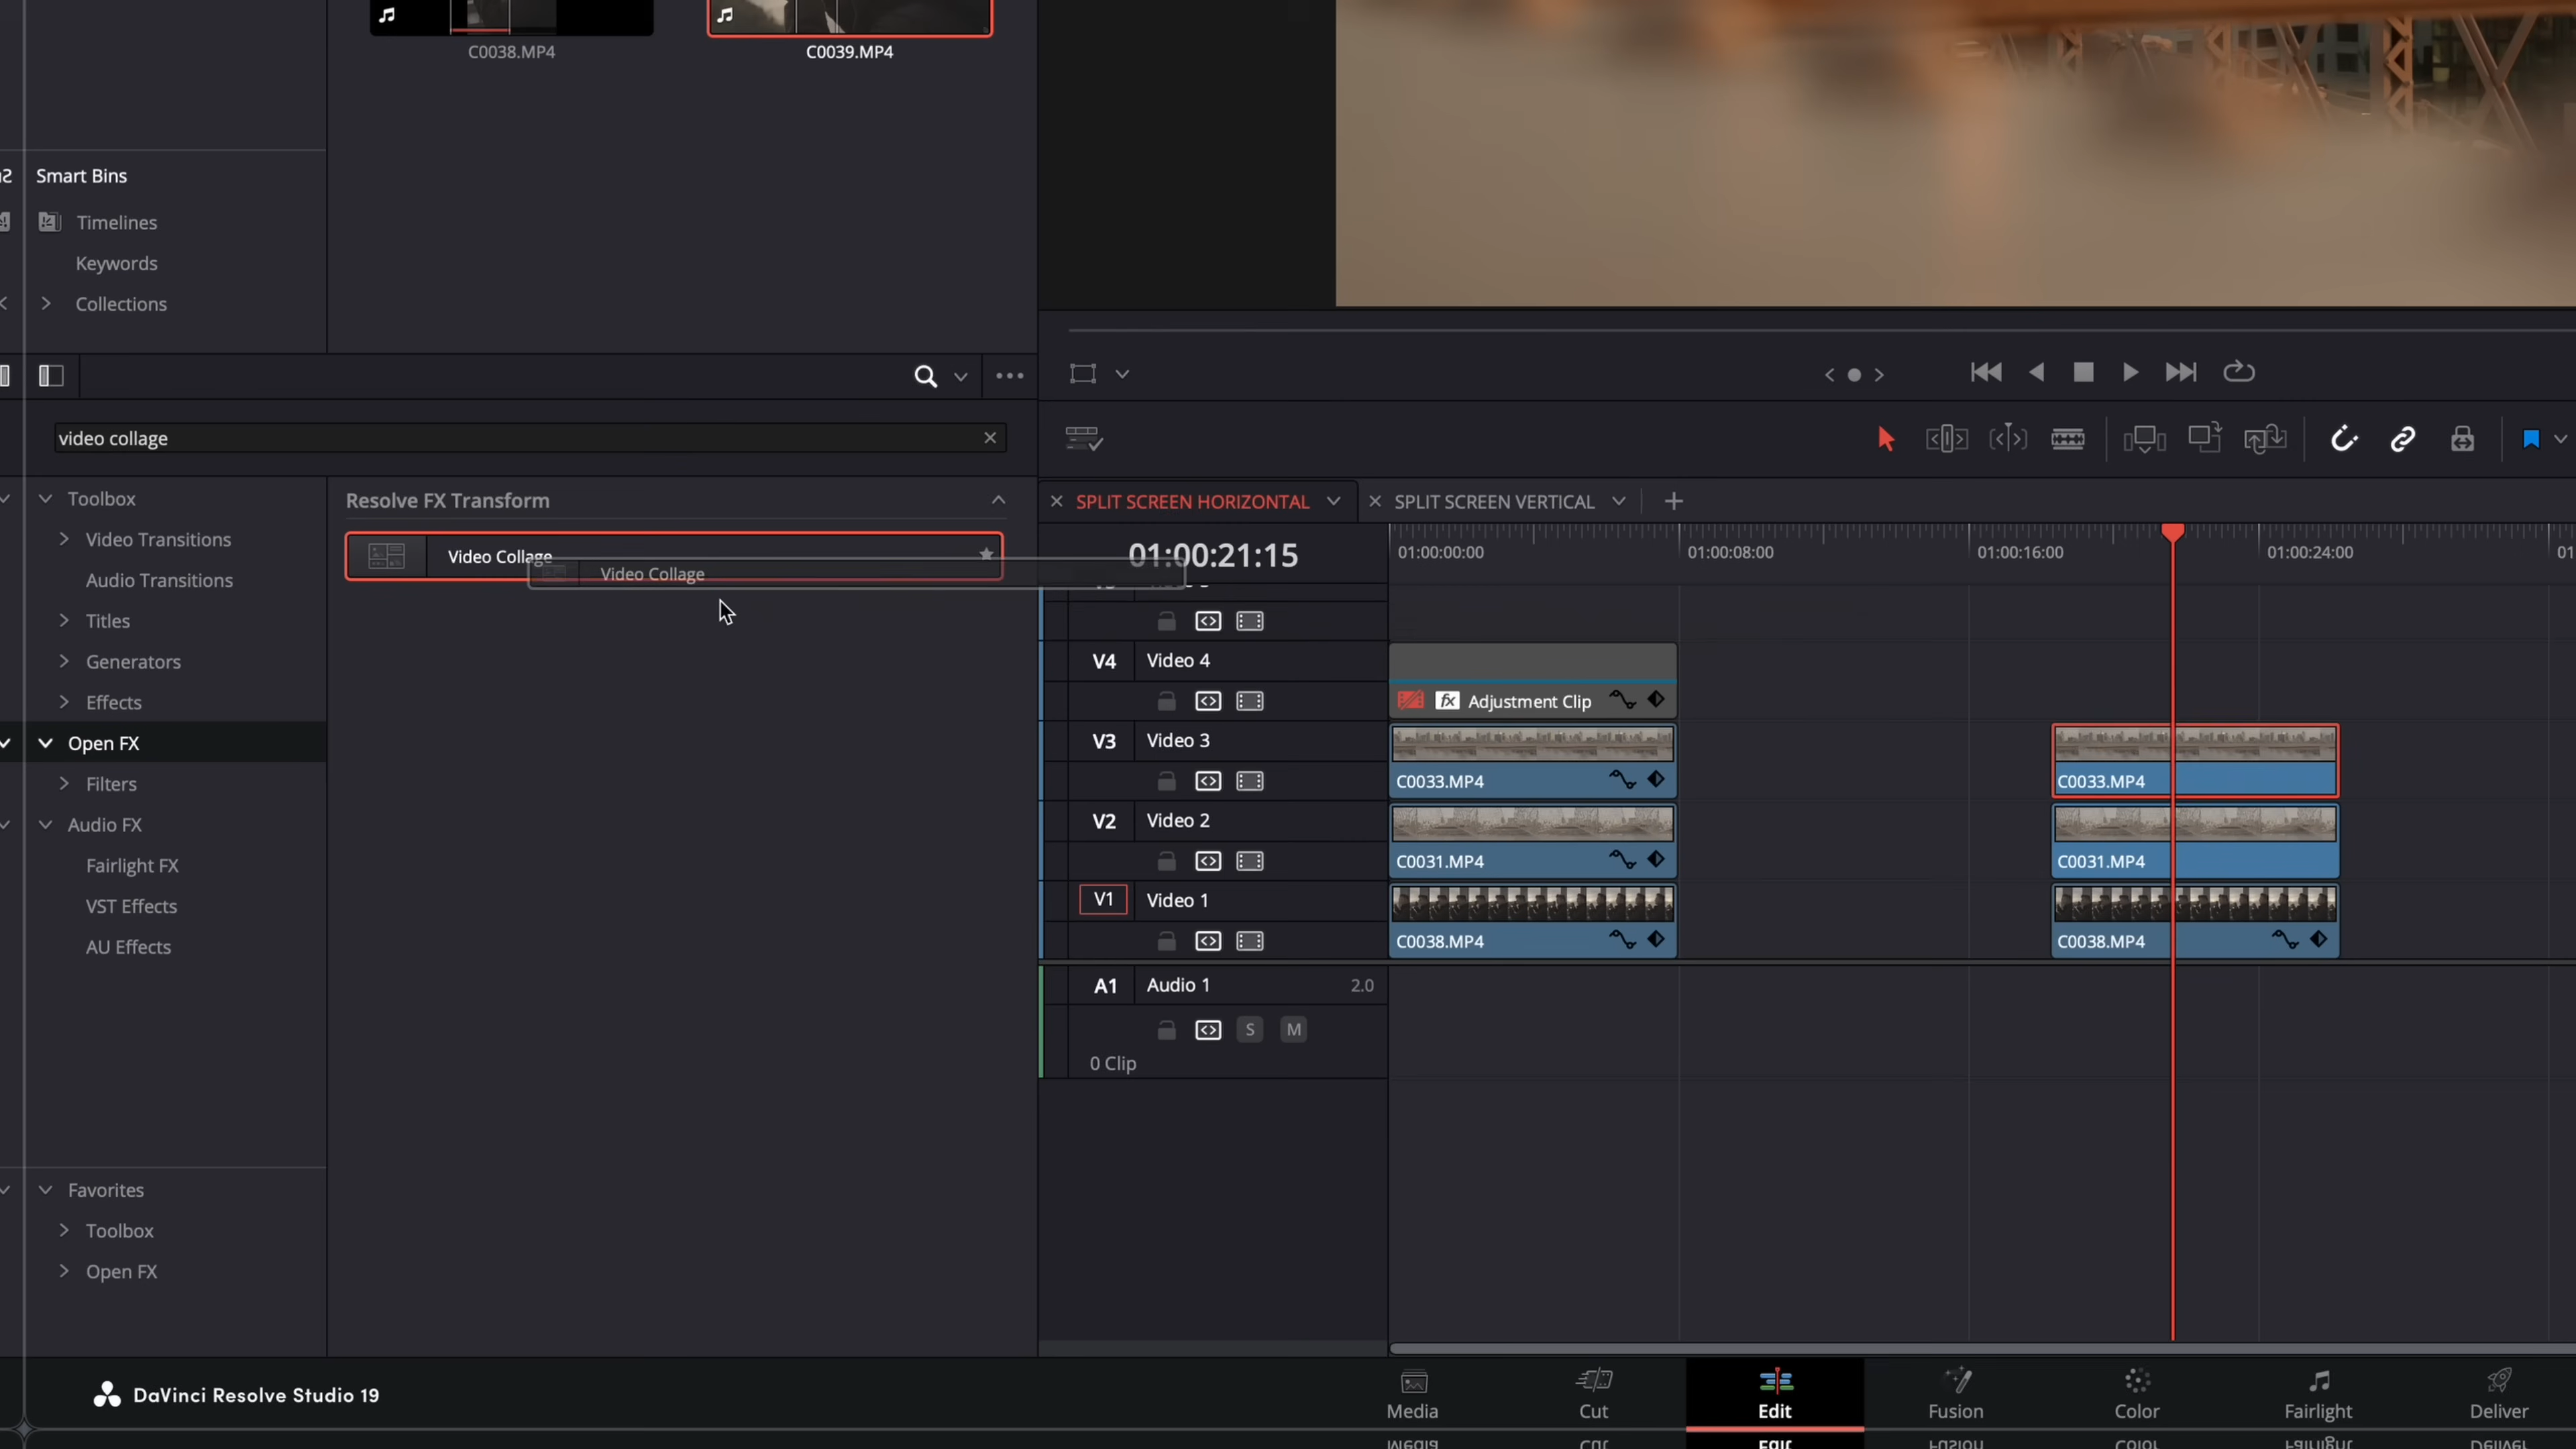 C0038.MP4
C0039.MP4
Smart Bins
Timelines
Keywords
Collections
video collage
Toolbox
Video Transitions
Audio Transitions
Titles
Generators
Effects
Open FX
Filters
Audio FX
Fairlight FX
VST Effects
AU Effects
Favorites
Toolbox
Open FX
Resolve FX Transform
Video Collage
Video Collage
SPLIT SCREEN HORIZONTAL
SPLIT SCREEN VERTICAL
01:00:21:15
01:00:00:00
01:00:08:00
01:00:16:00
01:00:24:00
V4 Video 4
fx Adjustment Clip
V3 Video 3
C0033.MP4
C0033.MP4
V2 Video 2
C0031.MP4
C0031.MP4
V1 Video 1
C0038.MP4
C0038.MP4
A1 Audio 1 2.0
S M
0 Clip
DaVinci Resolve Studio 19
Media
Cut
Edit
Fusion
Color
Fairlight
Deliver